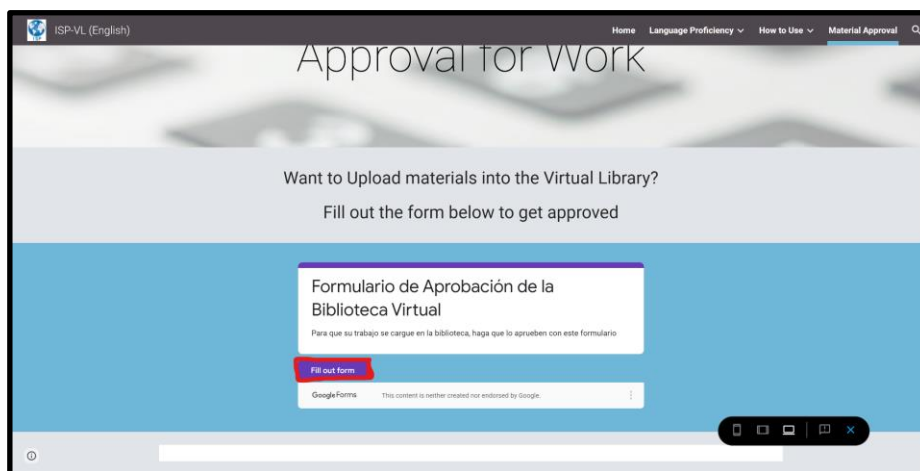 ISP
ISP-VL (English)
Home Language Proficiency How to Use Material Approval
Approval for Work
Want to Upload materials into the Virtual Library?
Fill out the form below to get approved
Formulario de Aprobación de la
Biblioteca Virtual
Para que su trabajo se cargue en la biblioteca, haga que lo aprueben con este formulario
Fill out form
Google Forms This content is neither created nor endorsed by Google.